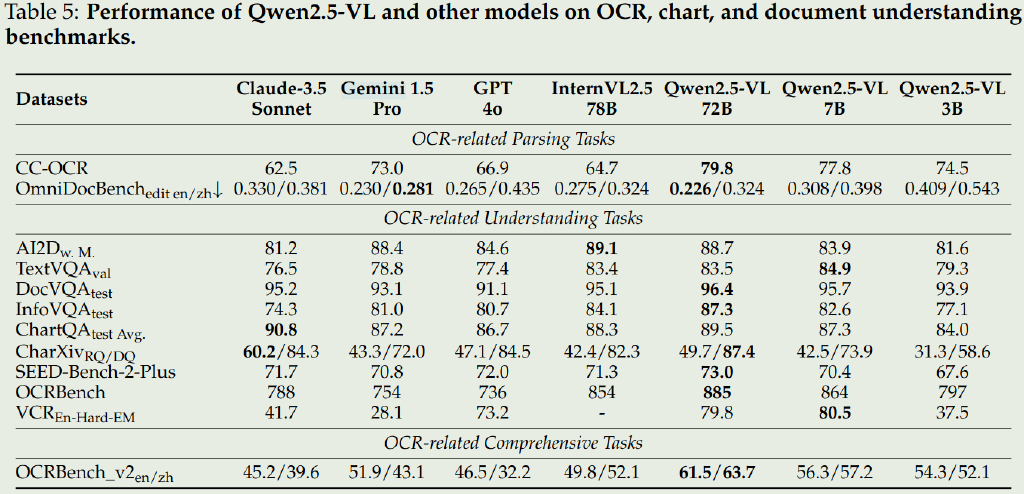 Table 5: Performance of Qwen2.5-VL and other models on OCR, chart, and document understanding
benchmarks.
Datasets Claude-3.5 Sonnet Gemini 1.5 Pro GPT 4o InternVL2.5 78B Qwen2.5-VL 72B Qwen2.5-VL 7B Qwen2.5-VL 3B
OCR-related Parsing Tasks
CC-OCR 62.5 73.0 66.9 64.7 79.8 77.8 74.5
OmniDocBench edit en/zh↓ 0.330/0.381 0.230/0.281 0.265/0.435 0.275/0.324 0.226/0.324 0.308/0.398 0.409/0.543
OCR-related Understanding Tasks
AI2D w. M. 81.2 88.4 84.6 89.1 88.7 83.9 81.6
TextVQA val 76.5 78.8 77.4 83.4 83.5 84.9 79.3
DocVQA test 95.2 93.1 91.1 95.1 96.4 95.7 93.9
InfoVQA test 74.3 81.0 80.7 84.1 87.3 82.6 77.1
ChartQA test Avg. 90.8 87.2 86.7 88.3 89.5 87.3 84.0
CharXiv RQ/DQ 60.2/84.3 43.3/72.0 47.1/84.5 42.4/82.3 49.7/87.4 42.5/73.9 31.3/58.6
SEED-Bench-2-Plus 71.7 70.8 72.0 71.3 73.0 70.4 67.6
OCRBench 788 754 736 854 885 864 797
VCR En-Hard-EM 41.7 28.1 73.2 - 79.8 80.5 37.5
OCR-related Comprehensive Tasks
OCRBench_v2 en/zh 45.2/39.6 51.9/43.1 46.5/32.2 49.8/52.1 61.5/63.7 56.3/57.2 54.3/52.1